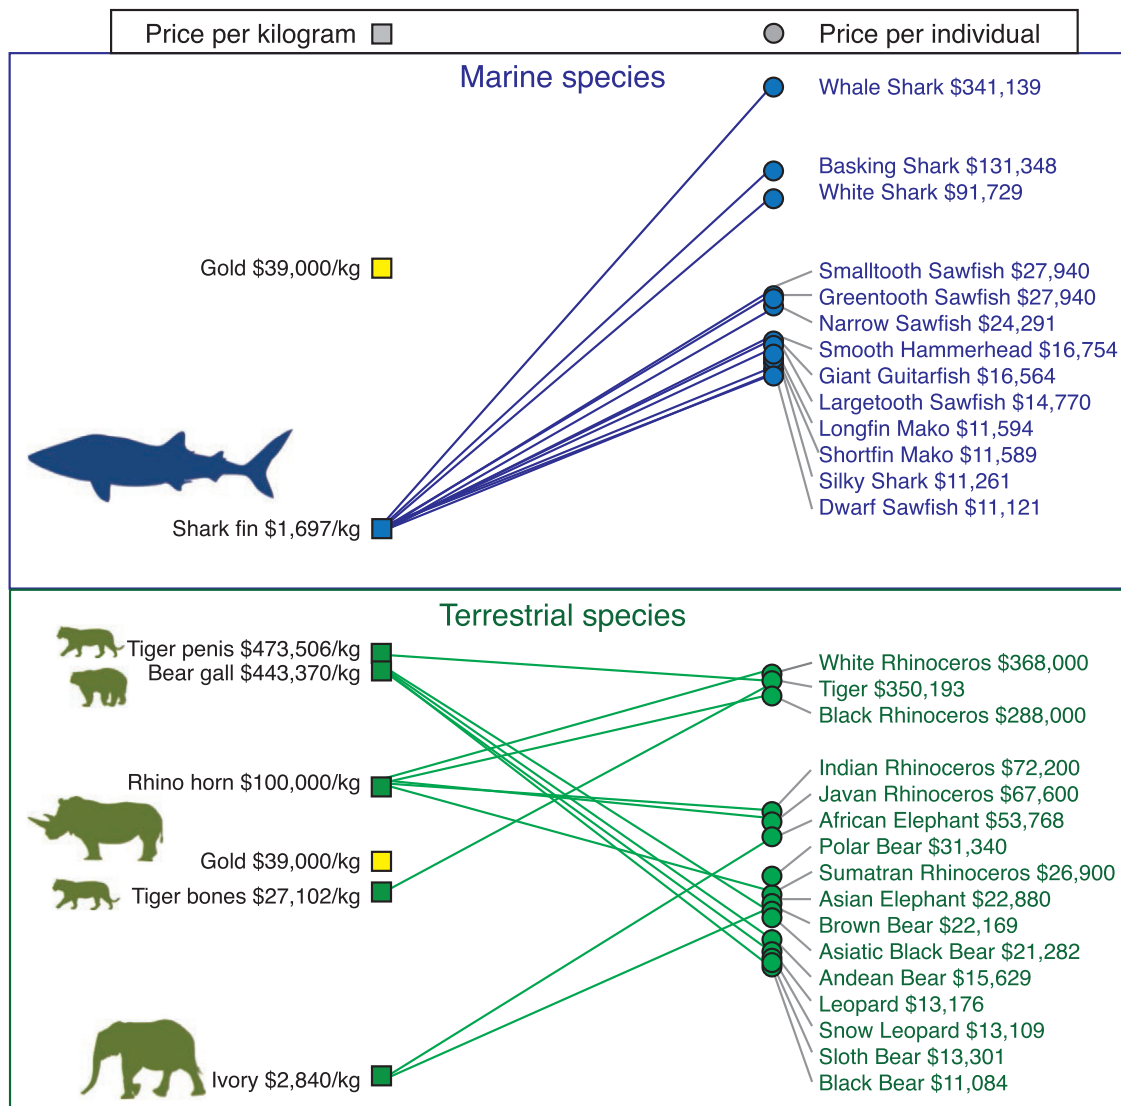 Price per kilogram
Price per individual
Marine species
Whale Shark $341,139
Basking Shark $131,348
White Shark $91,729
Gold $39,000/kg
Smalltooth Sawfish $27,940
Greentooth Sawfish $27,940
Narrow Sawfish $24,291
Smooth Hammerhead $16,754
Giant Guitarfish $16,564
Largetooth Sawfish $14,770
Longfin Mako $11,594
Shortfin Mako $11,589
Silky Shark $11,261
Dwarf Sawfish $11,121
Shark fin $1,697/kg
Terrestrial species
Tiger penis $473,506/kg
Bear gall $443,370/kg
Rhino horn $100,000/kg
Gold $39,000/kg
Tiger bones $27,102/kg
Ivory $2,840/kg
White Rhinoceros $368,000
Tiger $350,193
Black Rhinoceros $288,000
Indian Rhinoceros $72,200
Javan Rhinoceros $67,600
African Elephant $53,768
Polar Bear $31,340
Sumatran Rhinoceros $26,900
Asian Elephant $22,880
Brown Bear $22,169
Asiatic Black Bear $21,282
Andean Bear $15,629
Leopard $13,176
Snow Leopard $13,109
Sloth Bear $13,301
Black Bear $11,084